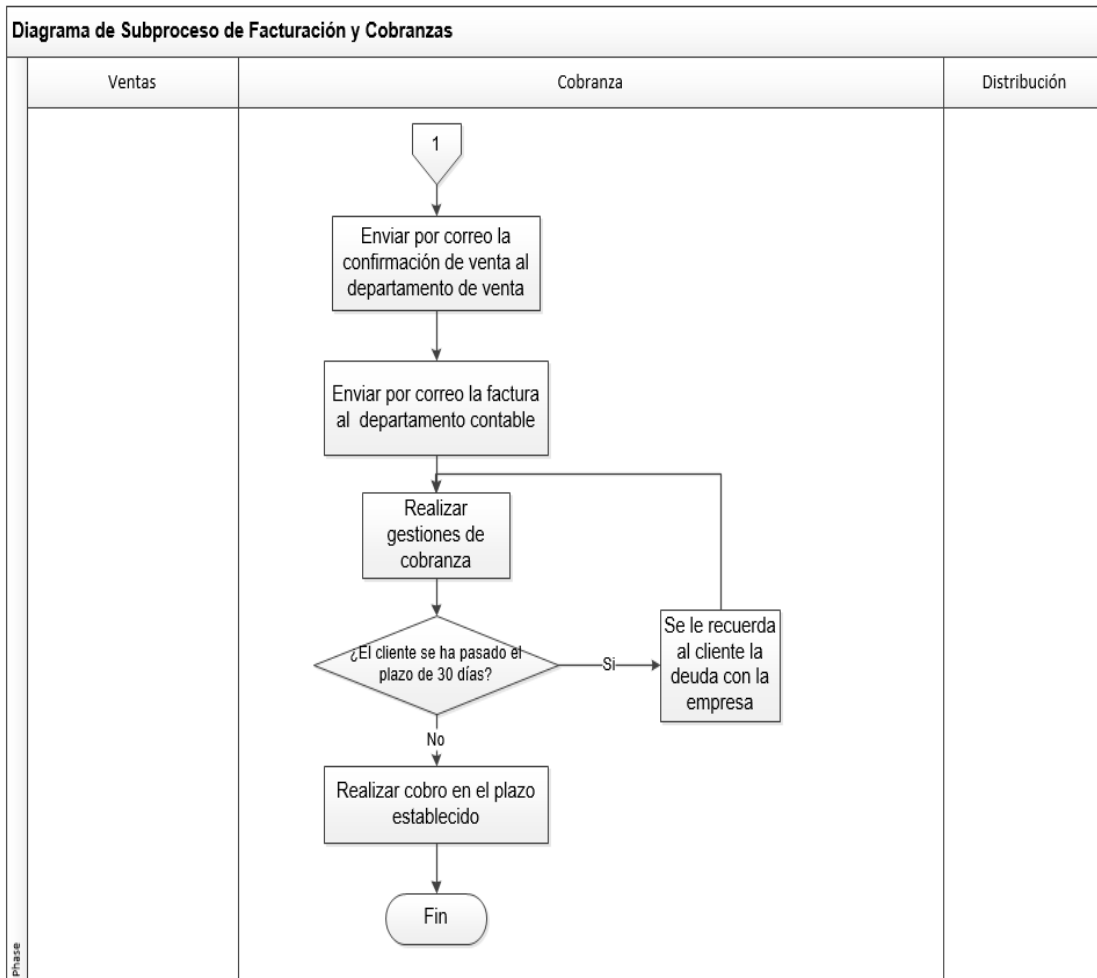 Diagrama de Subproceso de Facturación y Cobranzas
Ventas
Cobranza
Distribución
1
Enviar por correo la
confirmación de venta al
departamento de venta
Enviar por correo la factura
al departamento contable
Realizar
gestiones de
cobranza
¿El cliente se ha pasado el
plazo de 30 días?
Si
Se le recuerda
al cliente la
deuda con la
empresa
No
Realizar cobro en el plazo
establecido
Fin
Phase